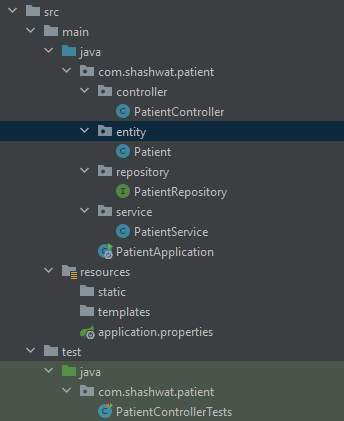 src
main
java
com.shashwat.patient
controller
C PatientController
entity
C Patient
repository
I PatientRepository
service
C PatientService
PatientApplication
resources
static
templates
application.properties
test
java
com.shashwat.patient
C PatientControllerTests